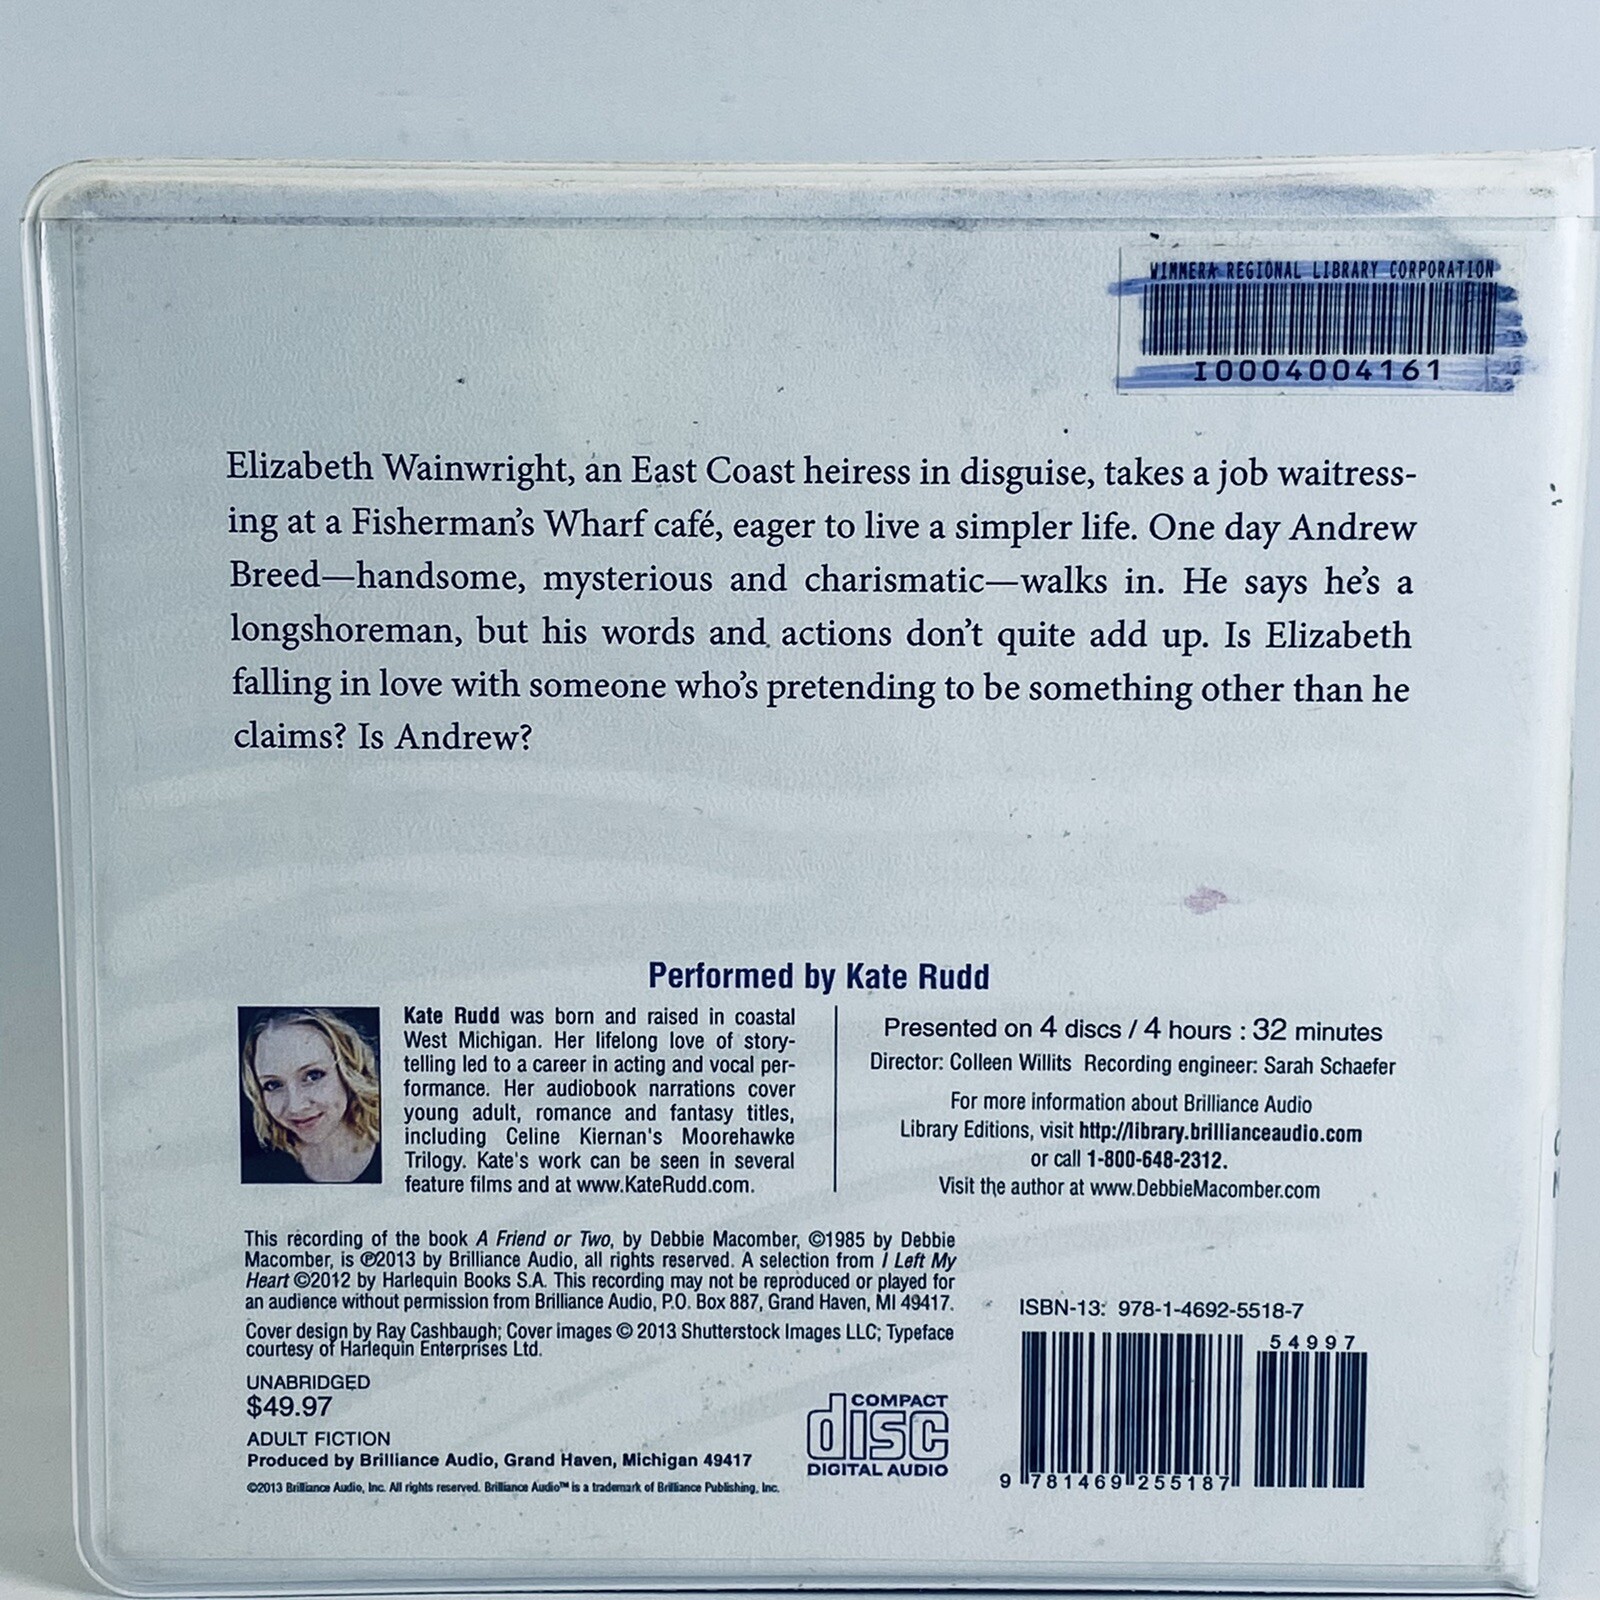 WIMMERA REGIONAL LIBRARY CORPORATION
I0004004161
Elizabeth Wainwright, an East Coast heiress in disguise, takes a job waitress-
ing at a Fisherman's Wharf café, eager to live a simpler life. One day Andrew
Breed—handsome, mysterious and charismatic—walks in. He says he's a
longshoreman, but his words and actions don't quite add up. Is Elizabeth
falling in love with someone who's pretending to be something other than he
claims? Is Andrew?
Performed by Kate Rudd
Kate Rudd was born and raised in coastal
West Michigan. Her lifelong love of story-
telling led to a career in acting and vocal per-
formance. Her audiobook narrations cover
young adult, romance and fantasy titles,
including Celine Kiernan's Moorehawke
Trilogy. Kate's work can be seen in several
feature films and at www.KateRudd.com.
Presented on 4 discs / 4 hours : 32 minutes
Director: Colleen Willits Recording engineer: Sarah Schaefer
For more information about Brilliance Audio
Library Editions, visit http://library.brillianceaudio.com
or call 1-800-648-2312.
Visit the author at www.DebbieMacomber.com
This recording of the book A Friend or Two, by Debbie Macomber, ©1985 by Debbie
Macomber, is ℗2013 by Brilliance Audio, all rights reserved. A selection from I Left My
Heart ©2012 by Harlequin Books S.A. This recording may not be reproduced or played for
an audience without permission from Brilliance Audio, P.O. Box 887, Grand Haven, MI 49417.
Cover design by Ray Cashbaugh; Cover images © 2013 Shutterstock Images LLC; Typeface
courtesy of Harlequin Enterprises Ltd.
UNABRIDGED
$49.97
ADULT FICTION
Produced by Brilliance Audio, Grand Haven, Michigan 49417
©2013 Brilliance Audio, Inc. All rights reserved. Brilliance Audio™ is a trademark of Brilliance Publishing, Inc.
COMPACT
disc
DIGITAL AUDIO
ISBN-13: 978-1-4692-5518-7
54997
9 781469 255187